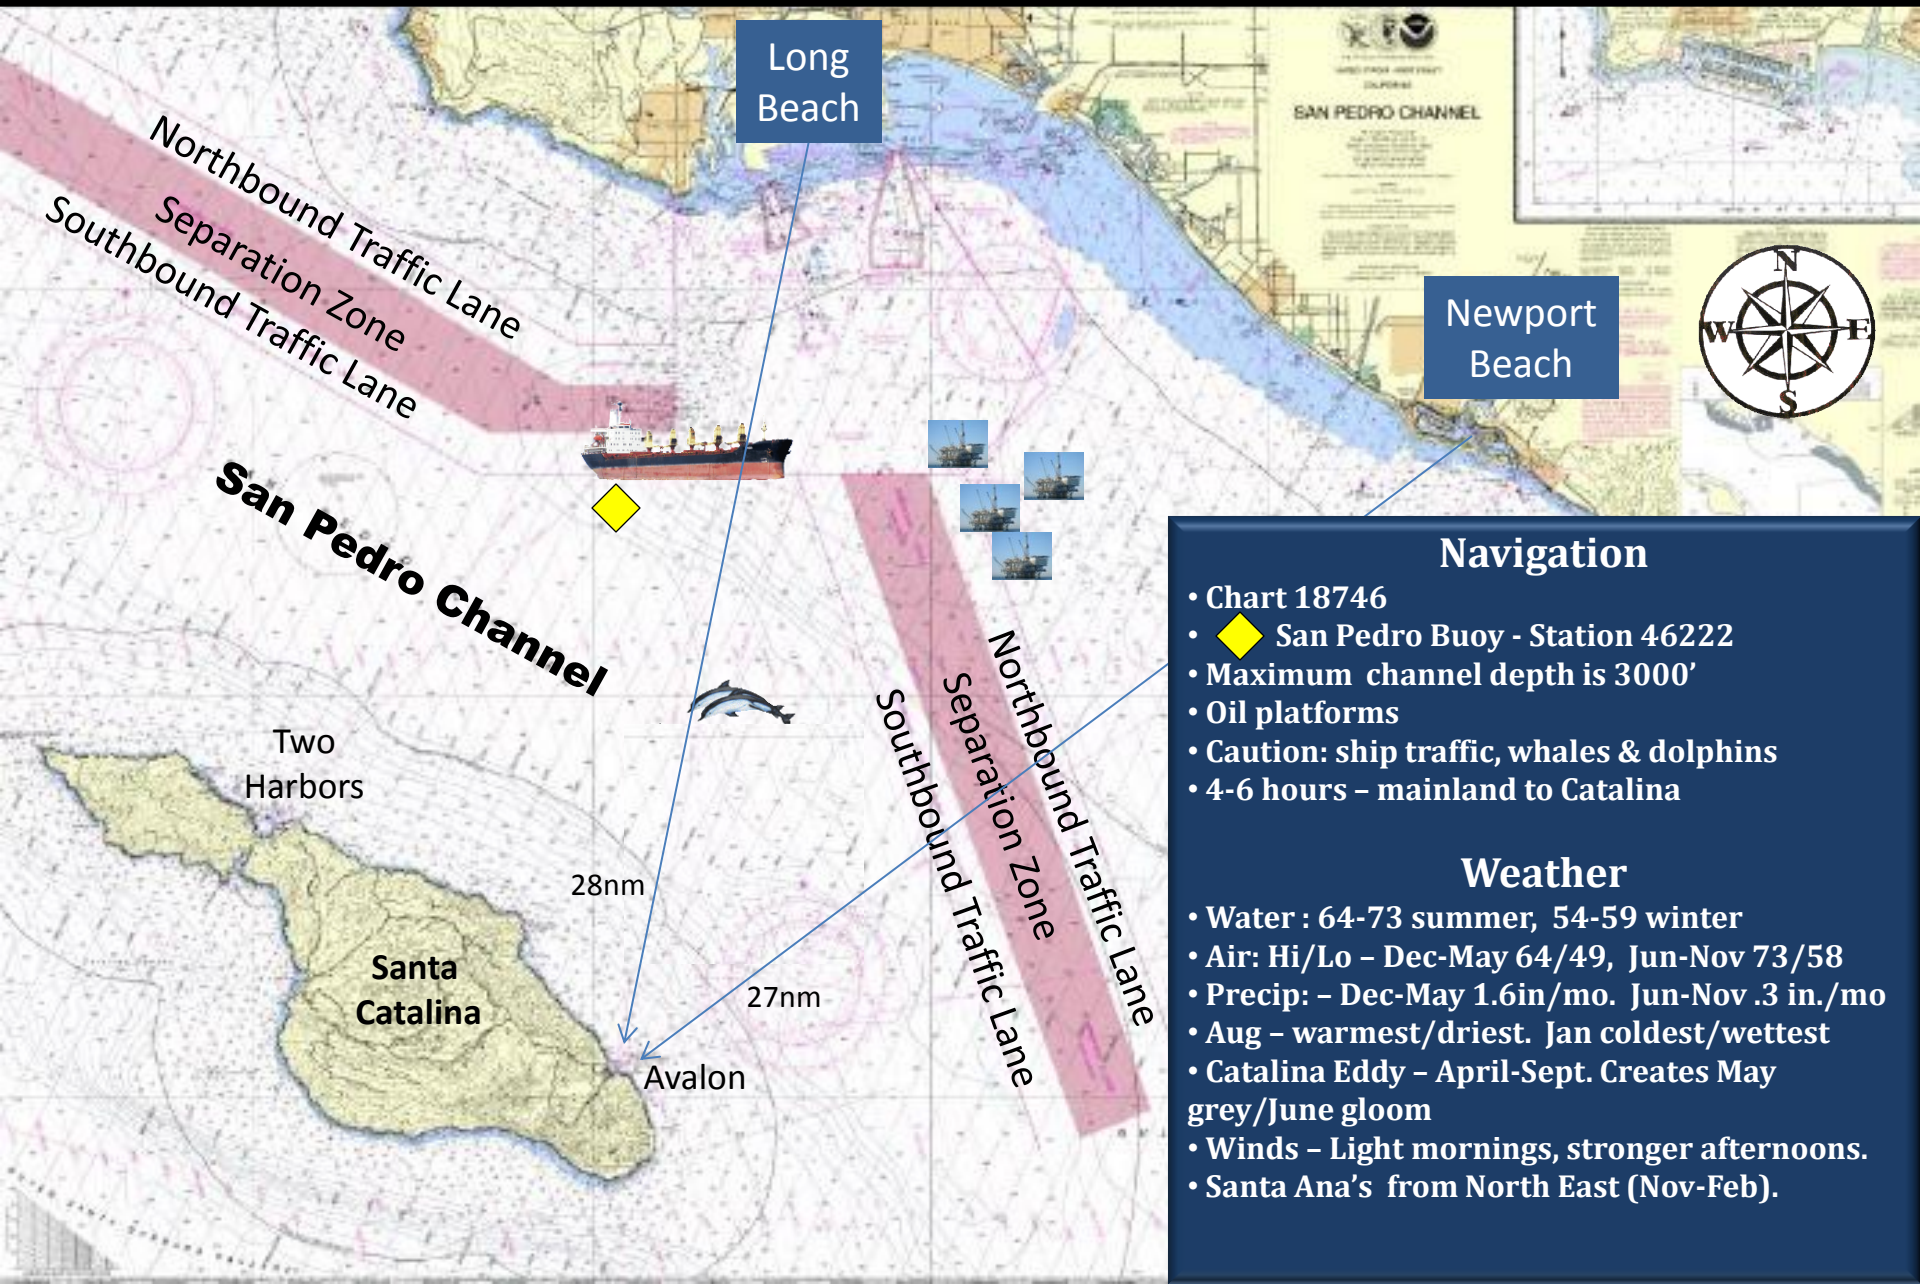 Long
Beach
SAN PEDRO CHANNEL
Northbound Traffic Lane
Separation Zone
Southbound Traffic Lane
N
W
E
S
Newport
Beach
San Pedro Channel
Two
Harbors
Northbound Traffic Lane
Separation Zone
Southbound Traffic Lane
28nm
27nm
Santa
Catalina
Avalon
Navigation
• Chart 18746
• San Pedro Buoy - Station 46222
• Maximum channel depth is 3000’
• Oil platforms
• Caution: ship traffic, whales & dolphins
• 4-6 hours – mainland to Catalina
Weather
• Water : 64-73 summer, 54-59 winter
• Air: Hi/Lo – Dec-May 64/49, Jun-Nov 73/58
• Precip: – Dec-May 1.6in/mo. Jun-Nov .3 in./mo
• Aug – warmest/driest. Jan coldest/wettest
• Catalina Eddy – April-Sept. Creates May
grey/June gloom
• Winds – Light mornings, stronger afternoons.
• Santa Ana’s from North East (Nov-Feb).